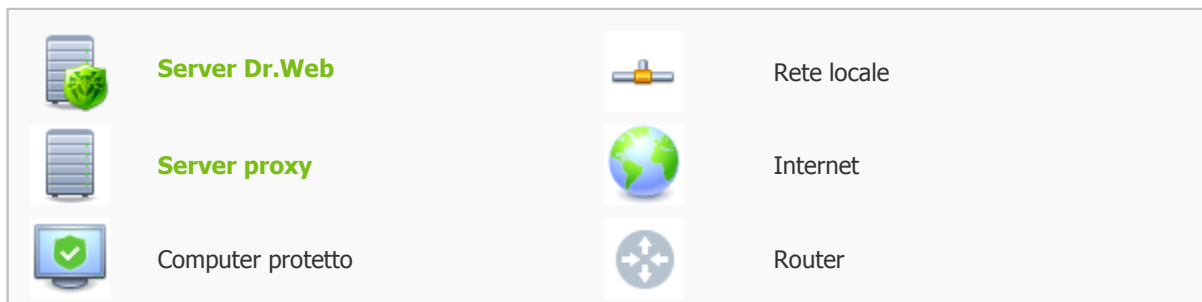 Server Dr.Web
Rete locale
Server proxy
Internet
Computer protetto
Router